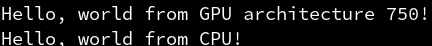 Hello, world from GPU architecture 750!
Hello, world from CPU!